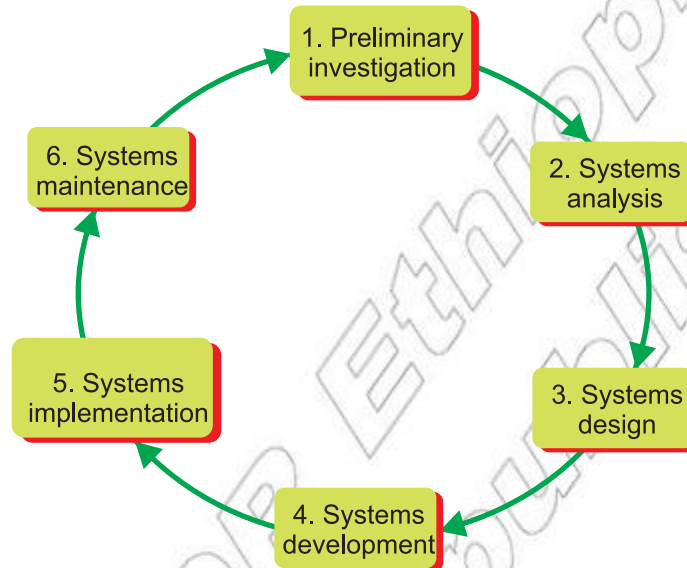 1. Preliminary
investigation
2. Systems
analysis
3. Systems
design
4. Systems
development
5. Systems
implementation
6. Systems
maintenance